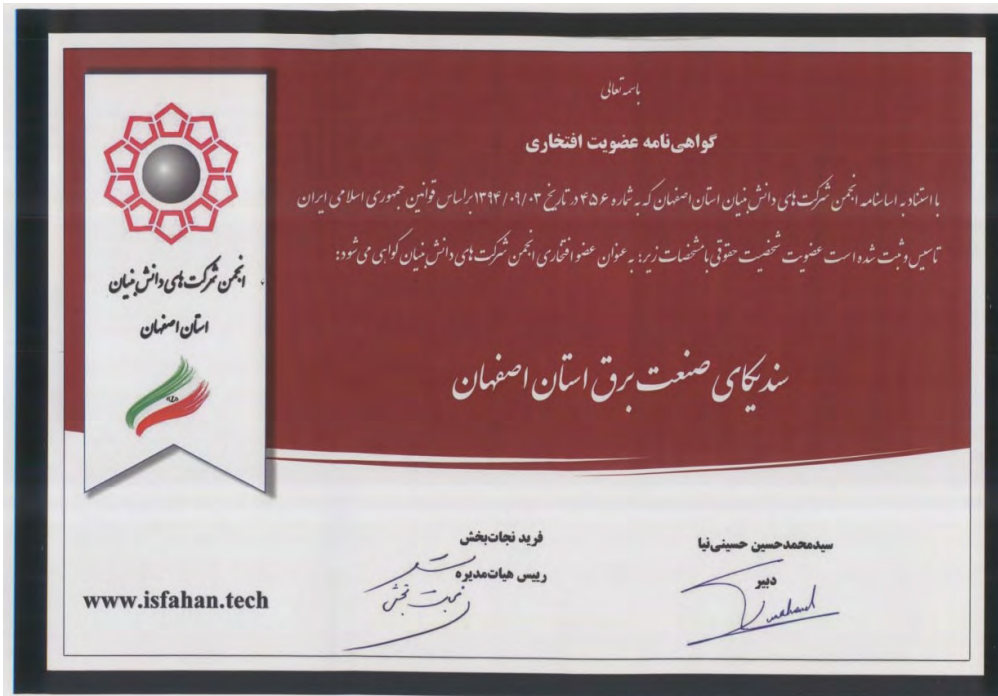 باسمه تعالی
گواهی‌نامه عضویت افتخاری
با استناد به اساسنامه انجمن شرکت های دانش بنیان استان اصفهان که به شماره ۴۵۶ در تاریخ ۱۳۹۴/۰۹/۰۳ براساس قوانین جمهوری اسلامی ایران
تاسیس و ثبت شده است عضویت شخصیت حقوقی با مشخصات زیر؛ به عنوان عضو افتخاری انجمن شرکت های دانش بنیان گواهی می شود:
سندیکای صنعت برق استان اصفهان
انجمن شرکت های دانش بنیان
استان اصفهان
سیدمحمدحسین حسینی‌نیا
دبیر
فرید نجات‌بخش
رییس هیات‌مدیره
نجات بخش
www.isfahan.tech